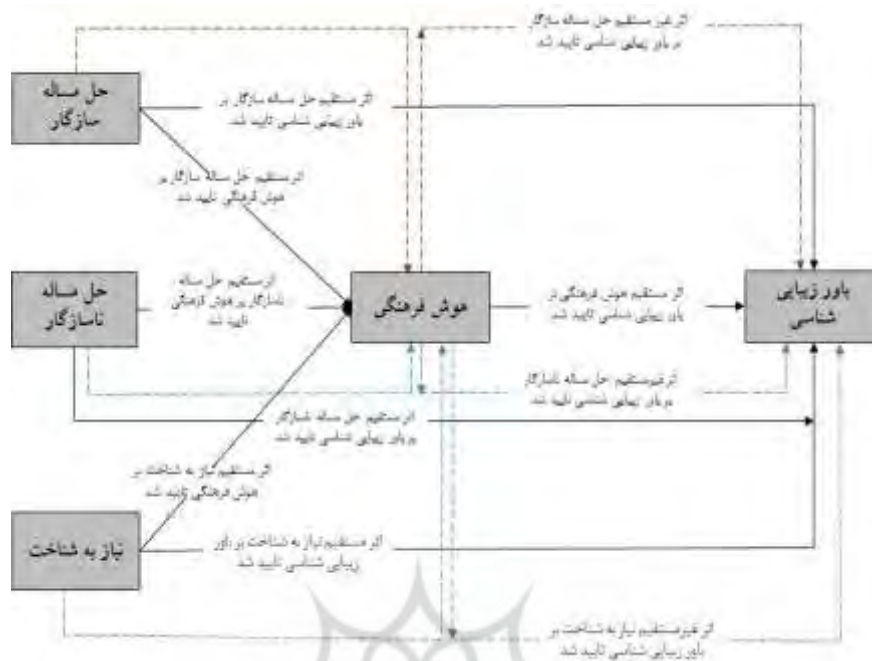 اثر غیر مستقیم حل مساله سازگار
بر باور زیبایی شناسی تایید شد
حل مساله
سازگار
اثر مستقیم حل مساله سازگار بر
باور زیبایی شناسی تایید شد
اثر مستقیم حل مساله سازگار بر
هوش فرهنگی تایید شد
حل مساله
ناسازگار
اثر مستقیم حل مساله
ناسازگار بر هوش فرهنگی
تایید شد
هوش فرهنگی
اثر مستقیم هوش فرهنگی بر
باور زیبایی شناسی تایید شد
باور زیبایی
شناسی
اثر غیرمستقیم حل مساله ناسازگار
بر باور زیبایی شناسی تایید شد
اثر مستقیم حل مساله ناسازگار
بر باور زیبایی شناسی تایید شد
اثر مستقیم نیاز به شناخت بر
هوش فرهنگی تایید شد
نیاز به شناخت
اثر مستقیم نیاز به شناخت بر باور
زیبایی شناسی تایید شد
اثر غیرمستقیم نیاز به شناخت بر
باور زیبایی شناسی تایید شد